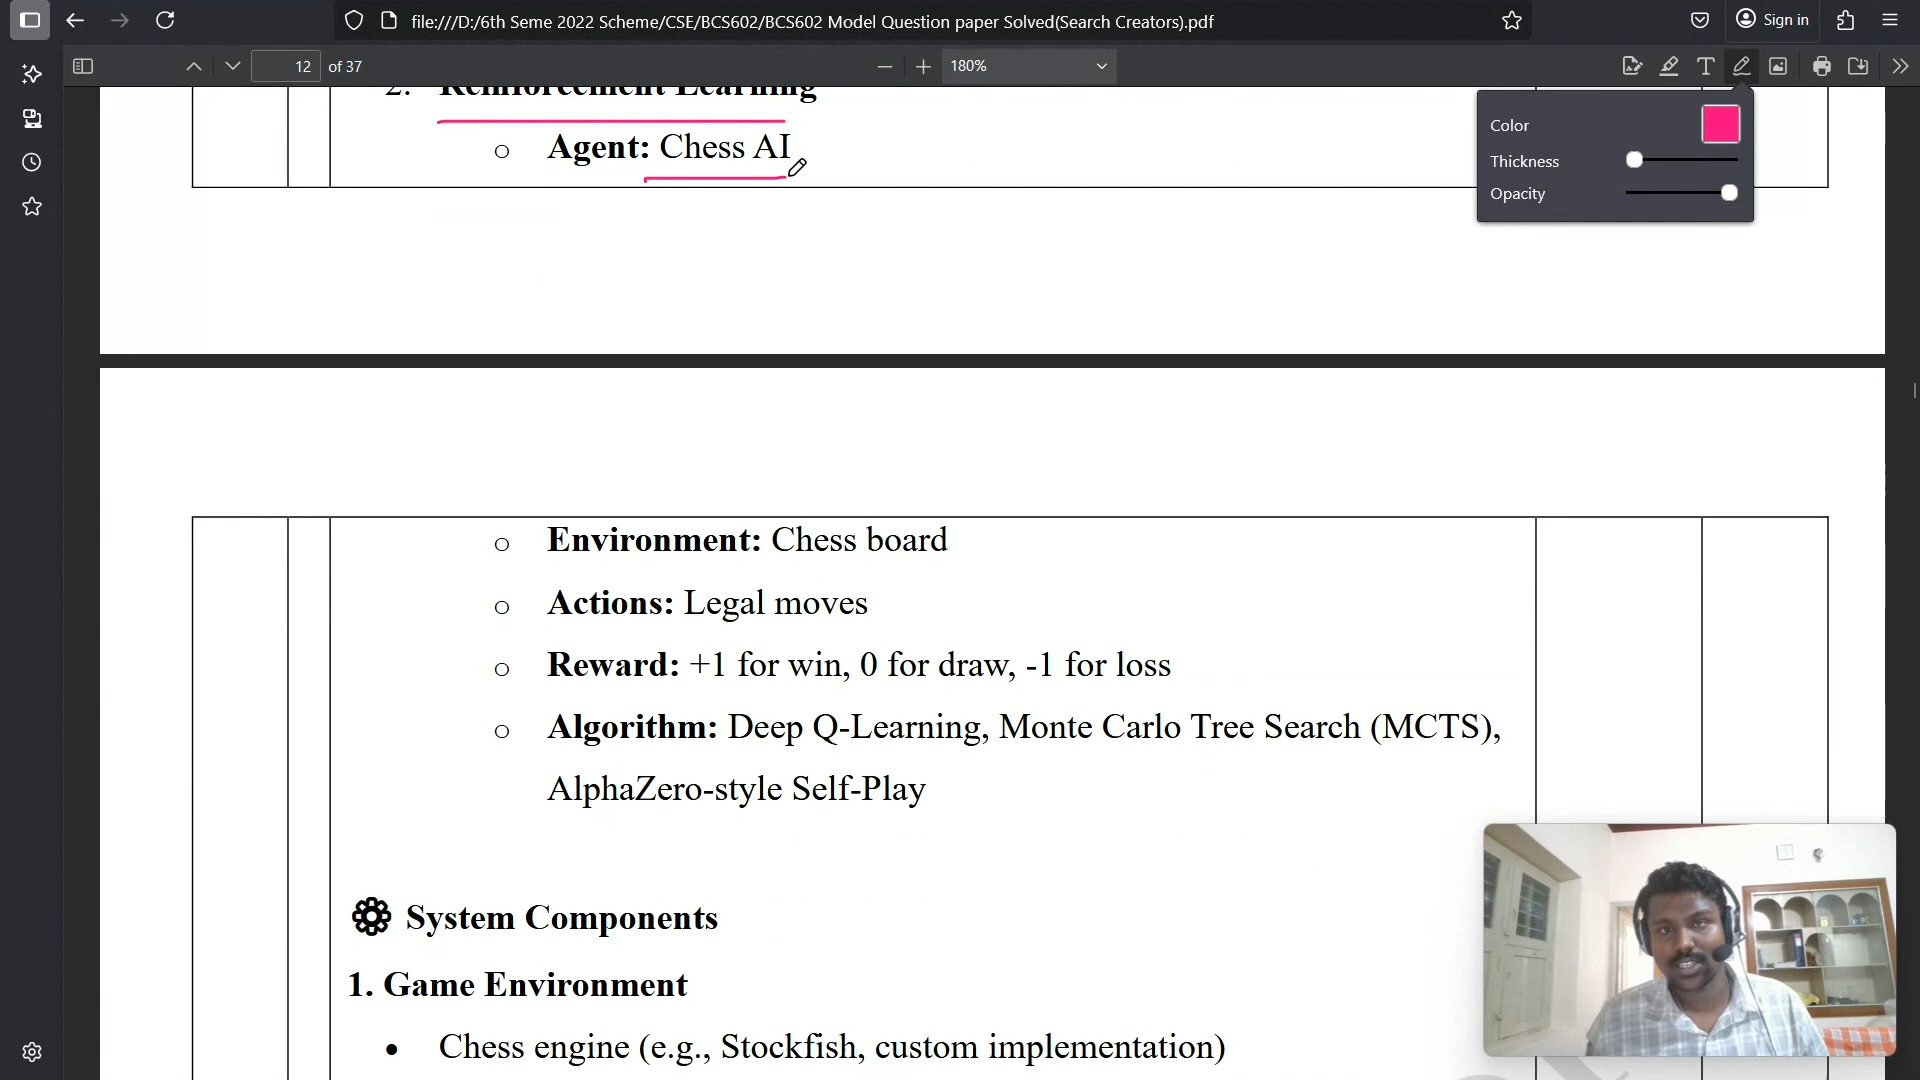 file:///D:/6th Seme 2022 Scheme/CSE/BCS602/BCS602 Model Question paper Solved(Search Creators).pdf
Sign in
12 of 37
180%
Color
Thickness
Opacity
2. Reinforcement Learning
o Agent: Chess AI
o Environment: Chess board
o Actions: Legal moves
o Reward: +1 for win, 0 for draw, -1 for loss
o Algorithm: Deep Q-Learning, Monte Carlo Tree Search (MCTS),
AlphaZero-style Self-Play
System Components
1. Game Environment
• Chess engine (e.g., Stockfish, custom implementation)